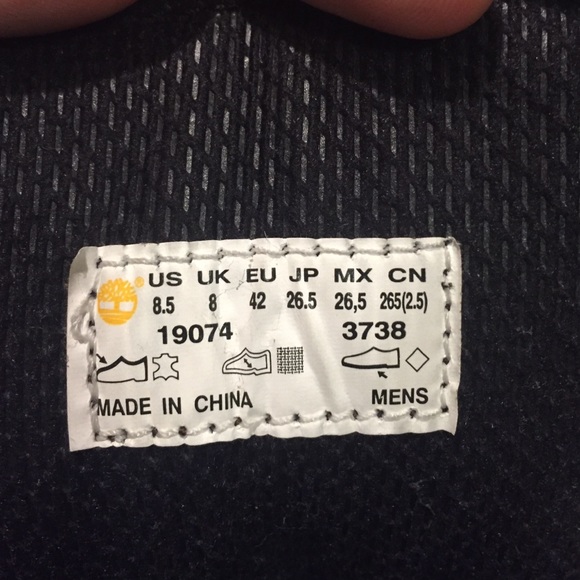 US UK EU JP MX CN
8.5 8 42 26.5 26,5 265(2.5)
19074 3738
MADE IN CHINA MENS